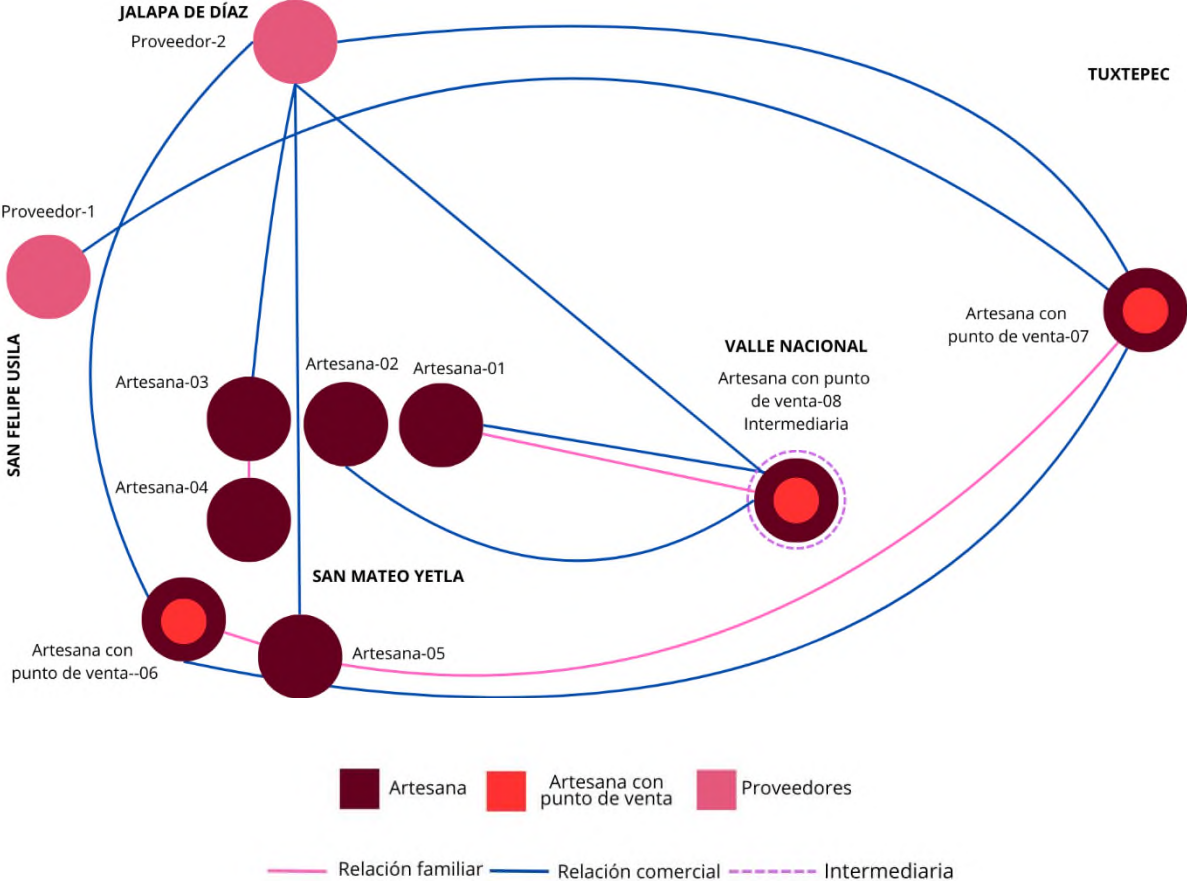 JALAPA DE DÍAZ
Proveedor-2
TUXTEPEC
Proveedor-1
SAN FELIPE USILA
Artesana con
punto de venta-07
VALLE NACIONAL
Artesana con punto
de venta-08
Intermediaria
Artesana-03
Artesana-02
Artesana-01
Artesana-04
SAN MATEO YETLA
Artesana con
punto de venta--06
Artesana-05
Artesana
Artesana con
punto de venta
Proveedores
Relación familiar
Relación comercial
Intermediaria